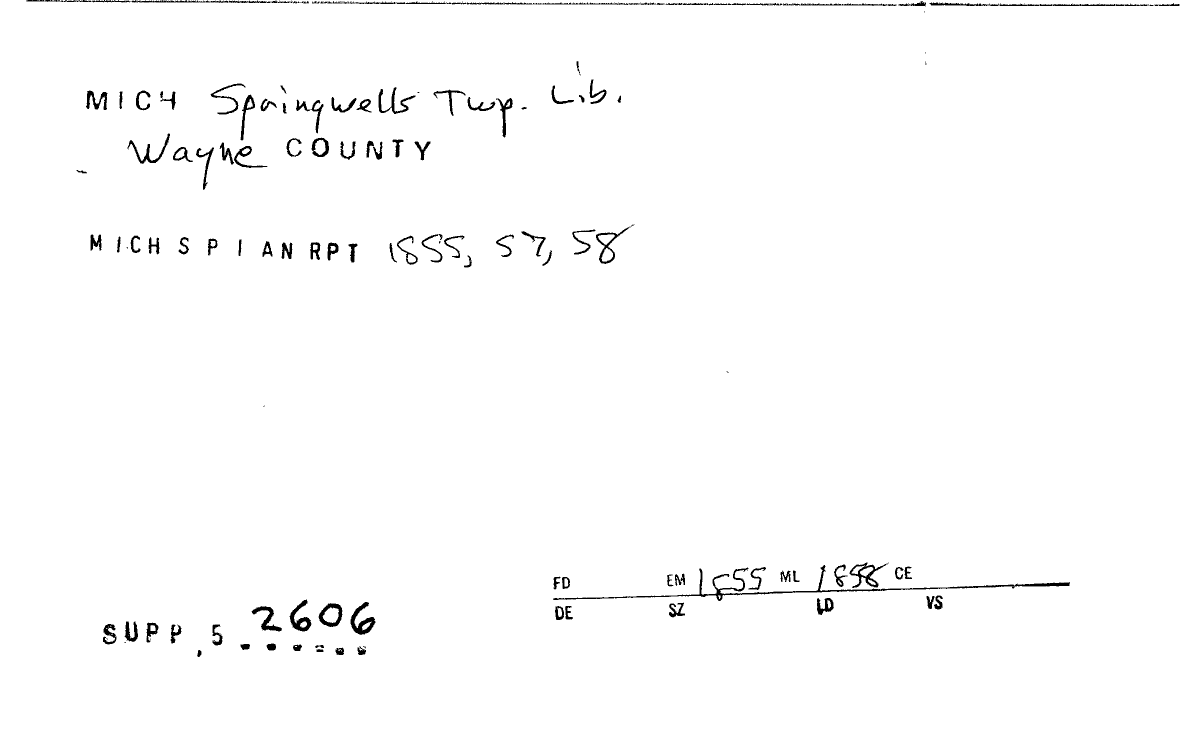 MICH Springwells Twp. Lib.
Wayne COUNTY
MICH S P I AN RPT 1855, 57, 58
FD EM 1855 ML 1858 CE
DE SZ LD VS
SUPP, 5 2606